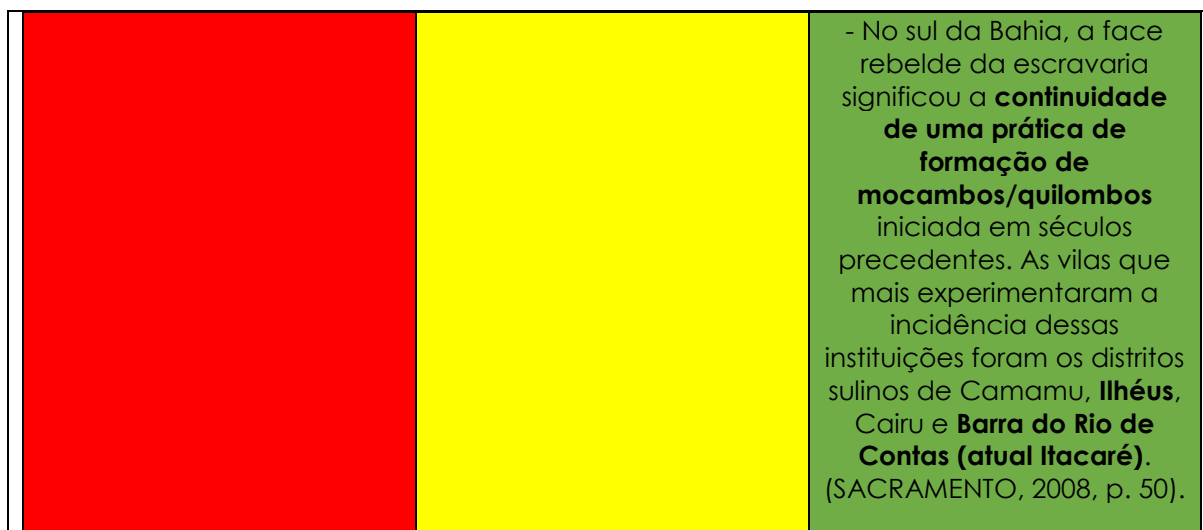 - No sul da Bahia, a face
rebelde da escravaria
significou a continuidade
de uma prática de
formação de
mocambos/quilombos
iniciada em séculos
precedentes. As vilas que
mais experimentaram a
incidência dessas
instituições foram os distritos
sulinos de Camamu, Ilhéus,
Cairu e Barra do Rio de
Contas (atual Itacaré).
(SACRAMENTO, 2008, p. 50).